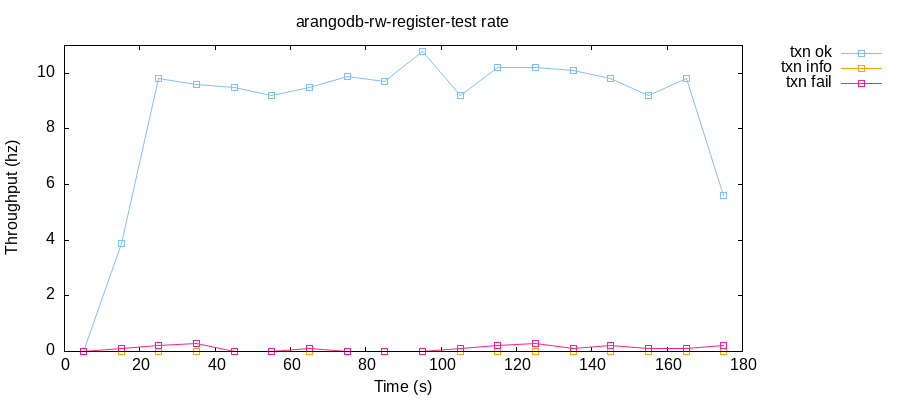 arangodb-rw-register-test rate
txn ok
txn info
txn fail
Throughput (hz)
10
8
6
4
2
0
0 20 40 60 80 100 120 140 160 180
Time (s)